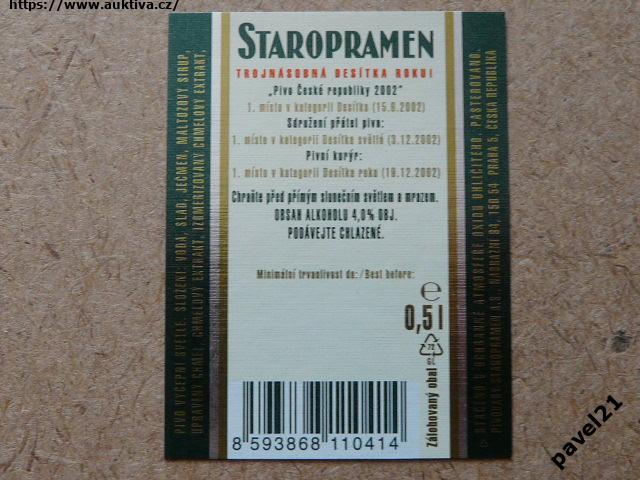 https://www.auktiva.cz/
STAROPRAMEN
TROJNÁSOBNÁ DESÍTKA ROKU!
„Pivo České republiky 2002"
1. místo v kategorii Desítka (15.6.2002)
Sdružení přátel piva:
1. místo v kategorii Desítka světlá (3.12.2002)
Pivní kurýr:
1. místo v kategorii Desítka roku (19.12.2002)
Chraňte před přímým slunečním světlem a mrazem.
OBSAH ALKOHOLU 4,0% OBJ.
PODÁVEJTE CHLAZENÉ.
Minimální trvanlivost do:/Best before:
e
0,5 l
72
GL
Zálohovaný obal
8 593868 110414
PIVO VÝČEPNÍ SVĚTLÉ. SLOŽENÍ: VODA, SLAD, JEČMEN, MALTÓZOVÝ SIRUP,
UPRAVENÝ CHMEL, CHMELOVÝ EXTRAKT, IZOMERIZOVANÝ CHMELOVÝ EXTRAKT.
STÁČENO V OCHRANNÉ ATMOSFÉŘE OXIDU UHLIČITÉHO. PASTEROVÁNO.
PIVOVARY STAROPRAMEN A.S. NÁDRAŽNÍ 84, 150 54 PRAHA 5, ČESKÁ REPUBLIKA
pavel21